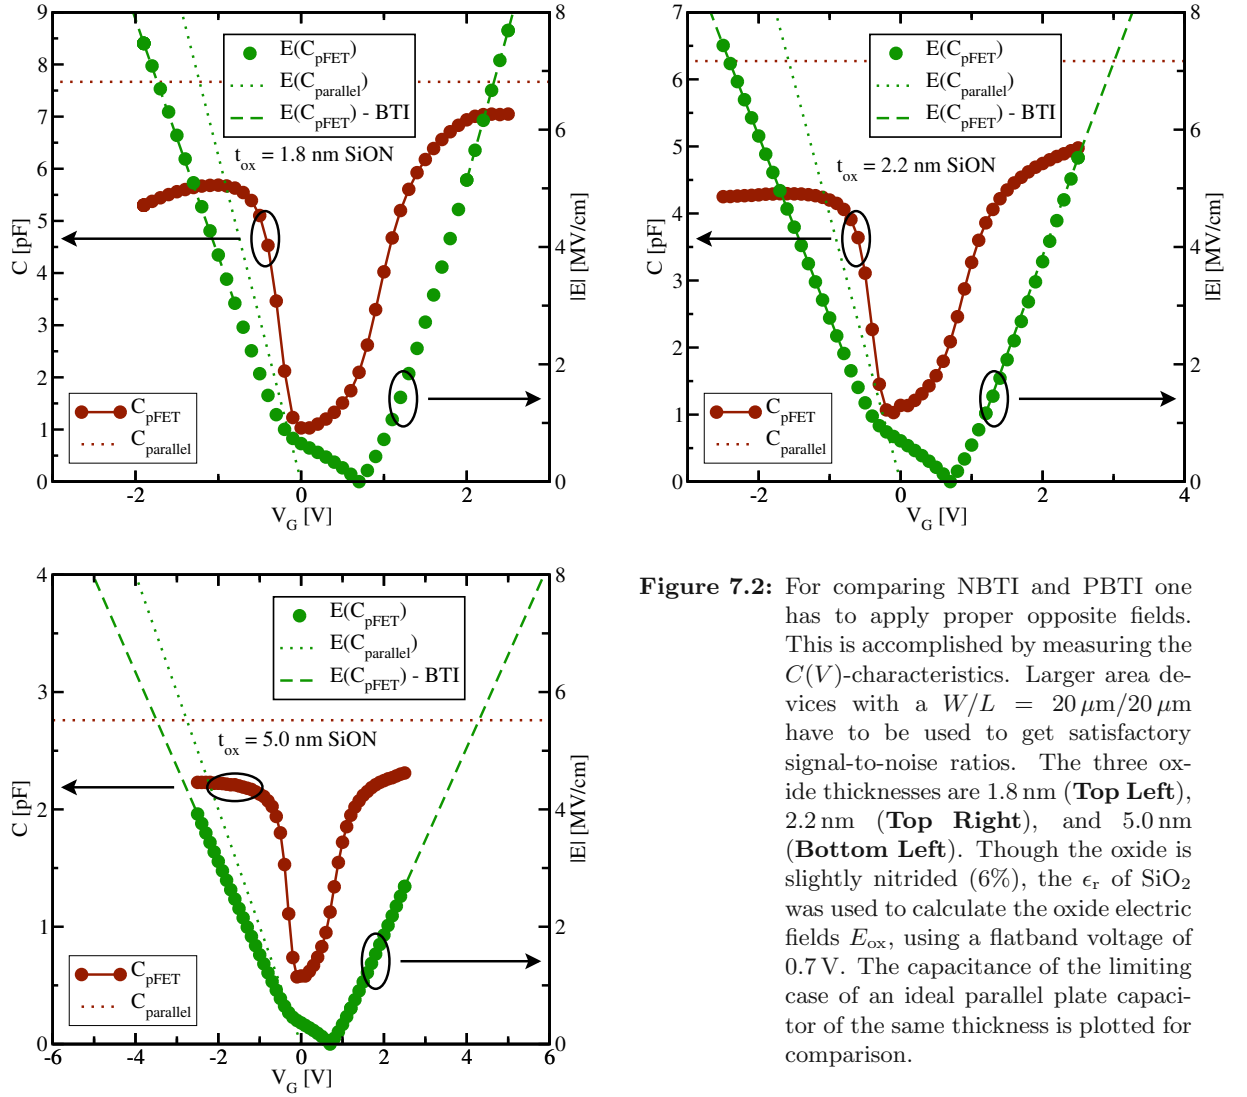 9
8
7
6
5
4
3
2
1
0
C [pF]
-2
0
2
V_G [V]
8
6
4
2
0
|E| [MV/cm]
E(C_pFET)
E(C_parallel)
E(C_pFET) - BTI
t_ox = 1.8 nm SiON
C_pFET
C_parallel
7
6
5
4
3
2
1
0
C [pF]
-2
0
2
4
V_G [V]
8
6
4
2
0
|E| [MV/cm]
E(C_pFET)
E(C_parallel)
E(C_pFET) - BTI
t_ox = 2.2 nm SiON
C_pFET
C_parallel
4
3
2
1
0
C [pF]
-6
-4
-2
0
2
4
6
V_G [V]
8
6
4
2
0
|E| [MV/cm]
E(C_pFET)
E(C_parallel)
E(C_pFET) - BTI
t_ox = 5.0 nm SiON
C_pFET
C_parallel
Figure 7.2: For comparing NBTI and PBTI one
has to apply proper opposite fields.
This is accomplished by measuring the
C(V)-characteristics. Larger area de-
vices with a W/L = 20 μm/20 μm
have to be used to get satisfactory
signal-to-noise ratios. The three ox-
ide thicknesses are 1.8 nm (Top Left),
2.2 nm (Top Right), and 5.0 nm
(Bottom Left). Though the oxide is
slightly nitrided (6%), the ϵ_r of SiO_2
was used to calculate the oxide electric
fields E_ox, using a flatband voltage of
0.7 V. The capacitance of the limiting
case of an ideal parallel plate capaci-
tor of the same thickness is plotted for
comparison.